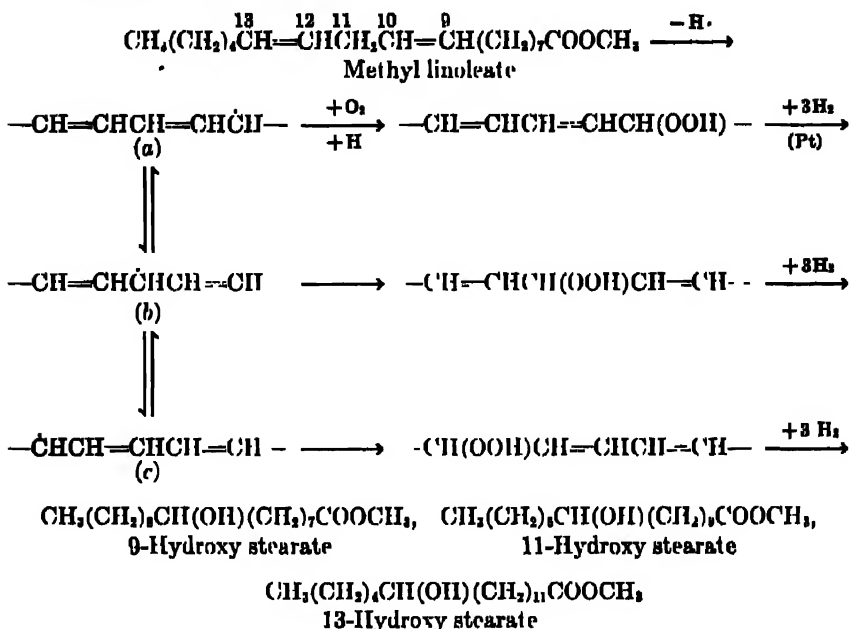 13 12 11 10 9
CH₃(CH₂)₄CH=CHCH₂CH=CH(CH₂)₇COOCH₃ —H·
Methyl linoleate
—CH=CHCH=CHĊH— +O₂ +H —CH=CHCH=CHCH(OOH)— +3H₂ (Pt)
(a)
—CH=CHĊHCH=CH —CH=CHCH(OOH)CH=CH-- +3H₂
(b)
—ĊHCH=CHCH=CH- -CH(OOH)CH=CHCH=CH— +3 H₂
(c)
CH₃(CH₂)₈CH(OH)(CH₂)₇COOCH₃, CH₃(CH₂)₆CH(OH)(CH₂)₉COOCH₃,
9-Hydroxy stearate 11-Hydroxy stearate
CH₃(CH₂)₄CH(OH)(CH₂)₁₁COOCH₃
13-Hydroxy stearate